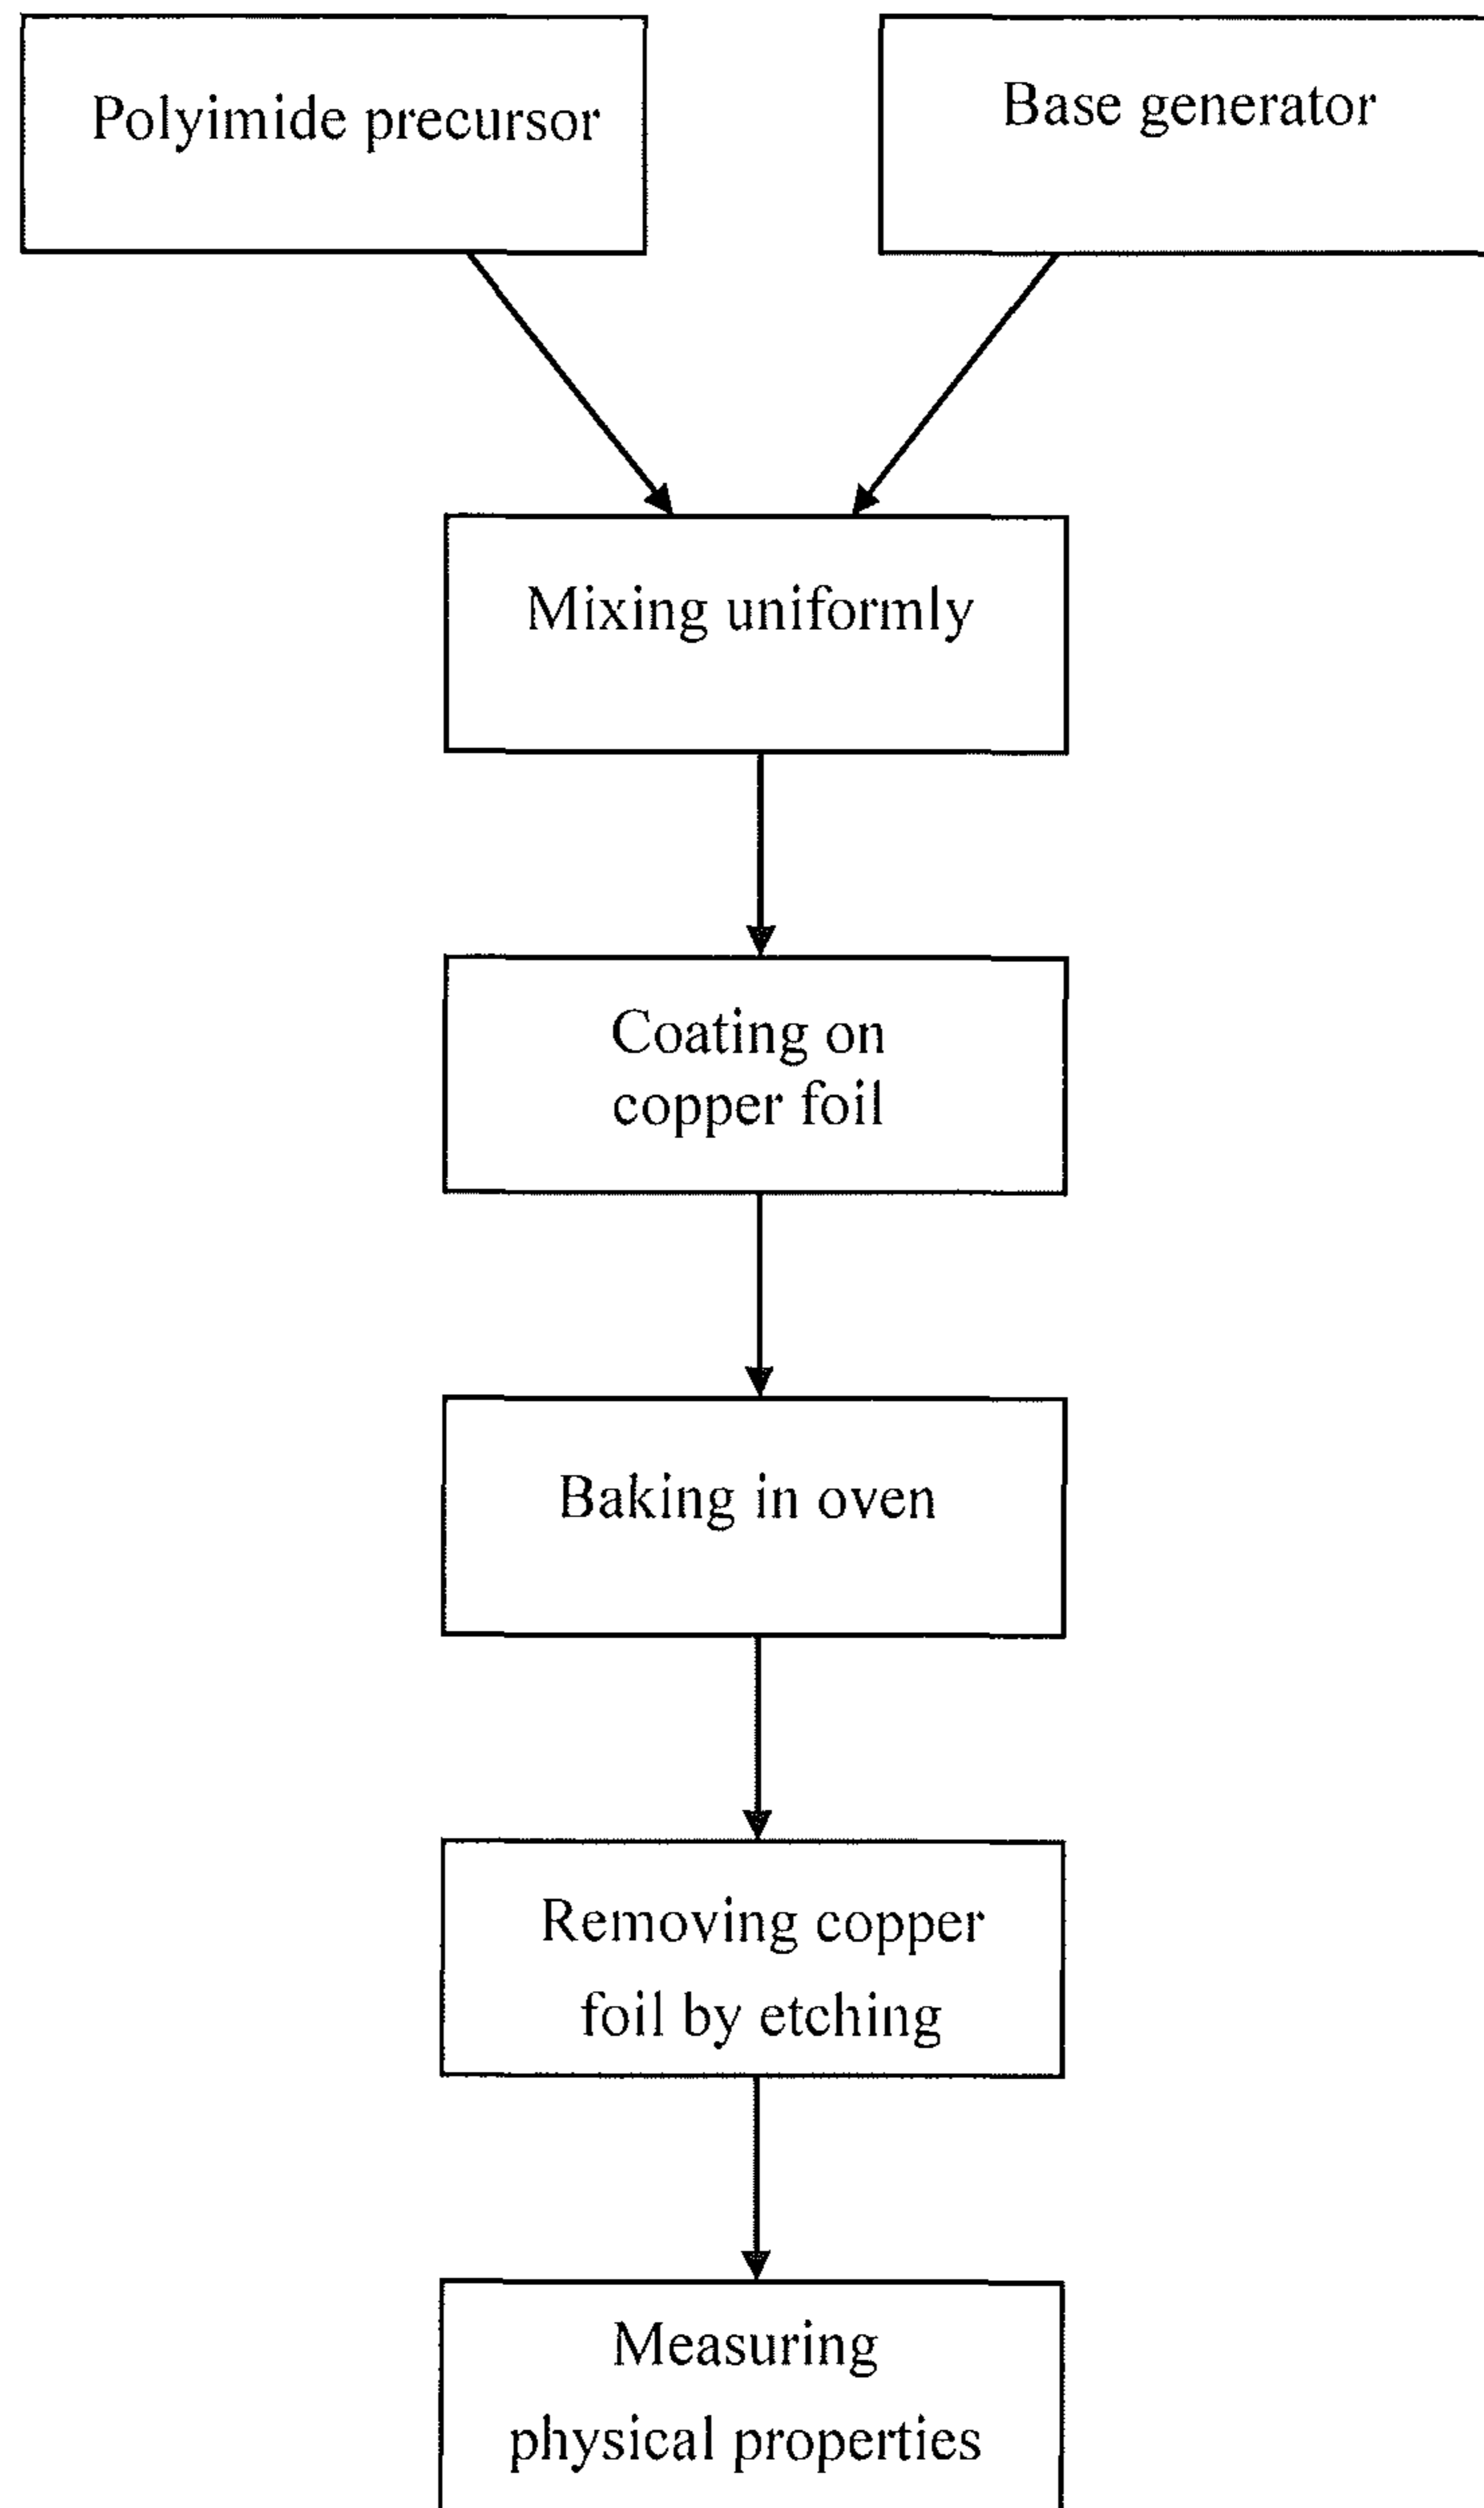 Polyimide precursor
Base generator
Mixing uniformly
Coating on
copper foil
Baking in oven
Removing copper
foil by etching
Measuring
physical properties